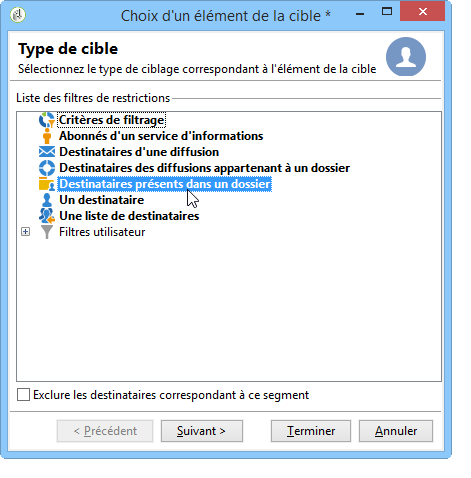 Choix d'un élément de la cible *
Type de cible
Sélectionnez le type de ciblage correspondant à l'élément de la cible
Liste des filtres de restrictions
Critères de filtrage
Abonnés d'un service d'informations
Destinataires d'une diffusion
Destinataires des diffusions appartenant à un dossier
Destinataires présents dans un dossier
Un destinataire
Une liste de destinataires
Filtres utilisateur
Exclure les destinataires correspondant à ce segment
< Précédent Suivant > Terminer Annuler